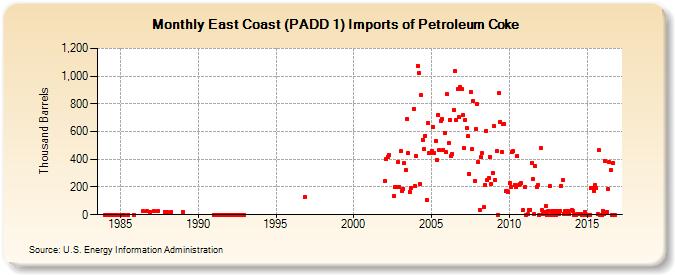 Monthly East Coast (PADD 1) Imports of Petroleum Coke
Thousand Barrels
1,200
1,000
800
600
400
200
0
1985 1990 1995 2000 2005 2010 2015
Source: U.S. Energy Information Administration